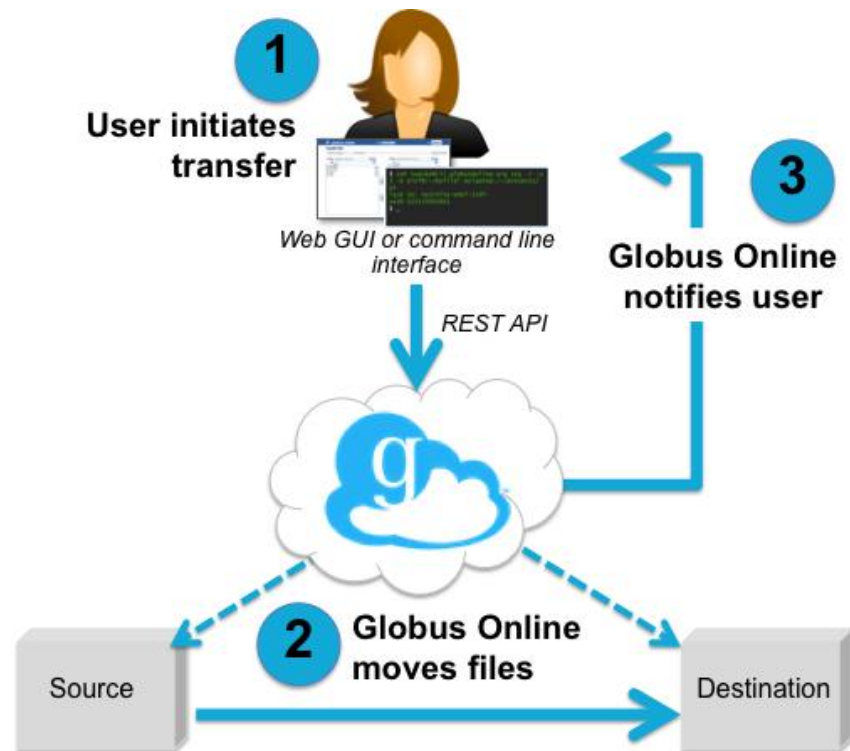 1
User initiates
transfer
Web GUI or command line
interface
REST API
3
Globus Online
notifies user
g
2
Globus Online
moves files
Source
Destination